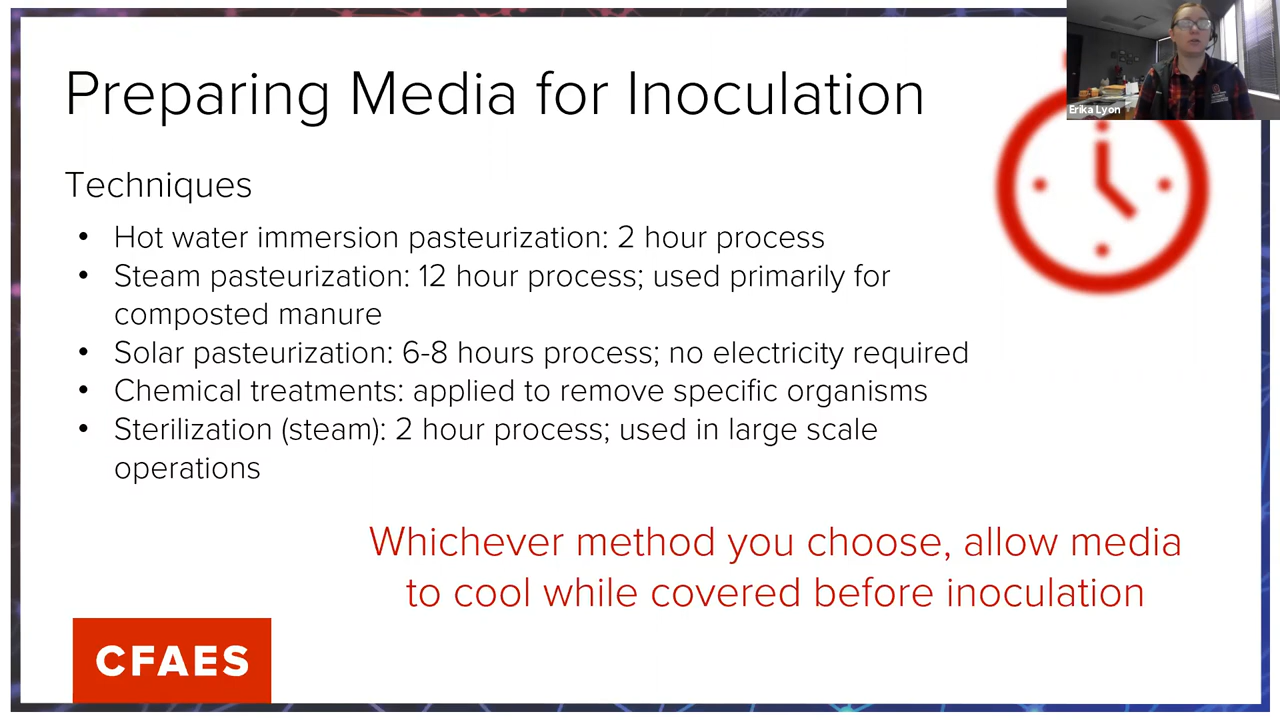 Preparing Media for Inoculation
Erika Lyon
Techniques
• Hot water immersion pasteurization: 2 hour process
• Steam pasteurization: 12 hour process; used primarily for
composted manure
• Solar pasteurization: 6-8 hours process; no electricity required
• Chemical treatments: applied to remove specific organisms
• Sterilization (steam): 2 hour process; used in large scale
operations
Whichever method you choose, allow media
to cool while covered before inoculation
CFAES